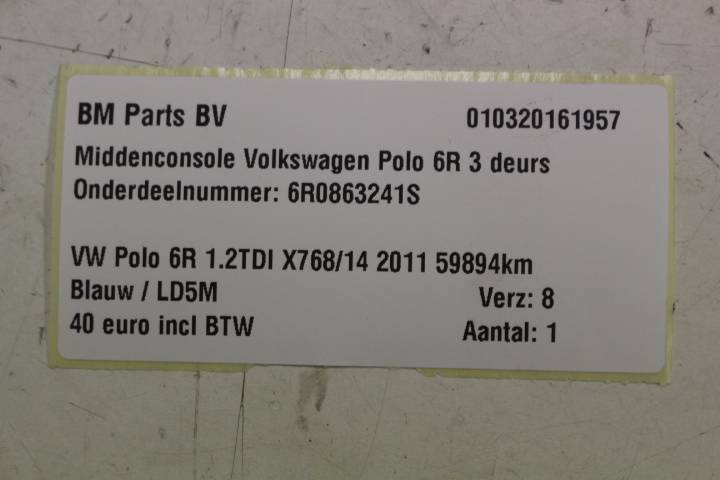 BM Parts BV 010320161957
Middenconsole Volkswagen Polo 6R 3 deurs
Onderdeelnummer: 6R0863241S
VW Polo 6R 1.2TDI X768/14 2011 59894km
Blauw / LD5M Verz: 8
40 euro incl BTW Aantal: 1